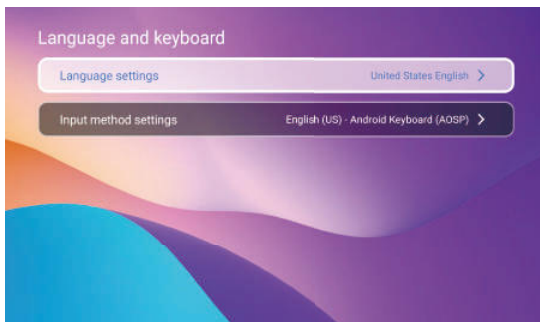 Language and keyboard
Language settings United States English >
Input method settings English (US) - Android Keyboard (AOSP) >